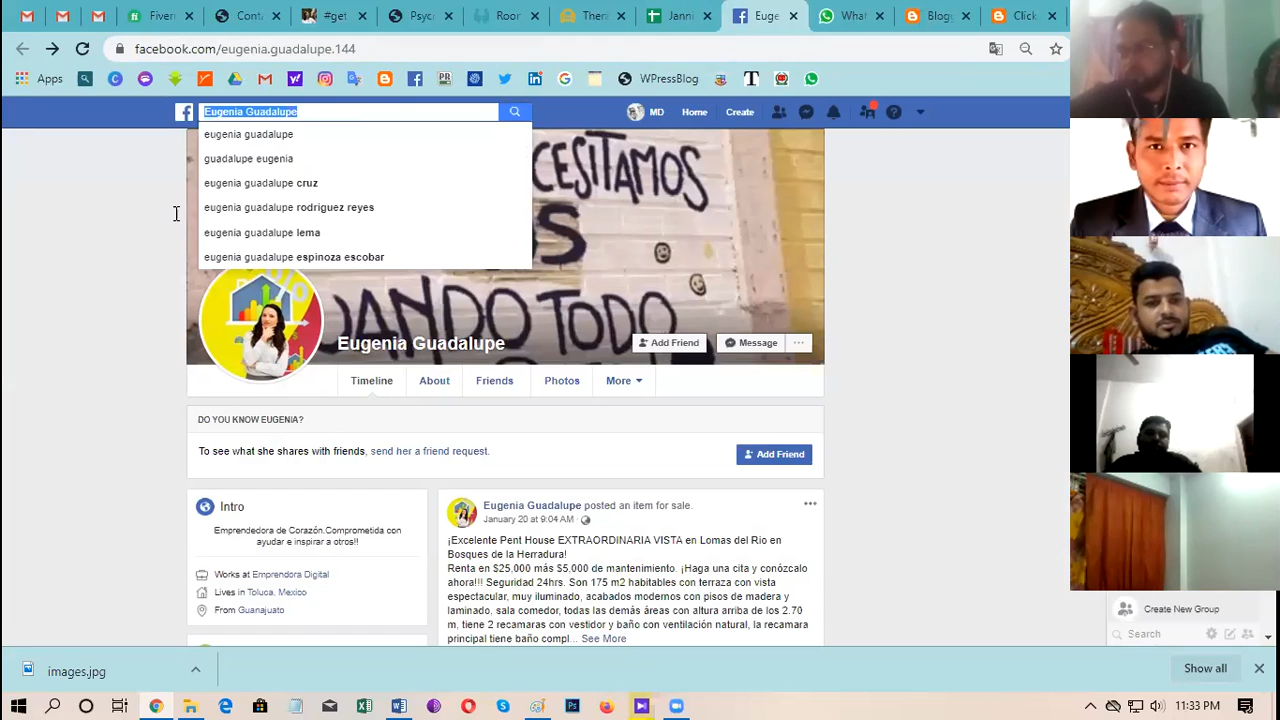 Fiverr
Conta
#get
Psyc
Roor
Ther
Janni
Euge
What
Blog
Click
facebook.com/eugenia.guadalupe.144
Apps
WPressBlog
Eugenia Guadalupe
MD
Home
Create
eugenia guadalupe
guadalupe eugenia
eugenia guadalupe cruz
eugenia guadalupe rodriguez reyes
eugenia guadalupe lema
eugenia guadalupe espinoza escobar
CESITAMOS
OS
ANDO TODO
Eugenia Guadalupe
Add Friend
Message
Timeline
About
Friends
Photos
More
DO YOU KNOW EUGENIA?
To see what she shares with friends, send her a friend request.
Add Friend
Intro
Emprendedora de Corazón.Comprometida con
ayudar e inspirar a otros!!
Works at Emprendora Digital
Lives in Toluca, Mexico
From Guanajuato
Eugenia Guadalupe posted an item for sale.
January 20 at 9:04 AM
¡Excelente Pent House EXTRAORDINARIA VISTA en Lomas del Rio en
Bosques de la Herradura!
Renta en $25,000 más $5,000 de mantenimiento. ¡Haga una cita y conózcalo
ahora!!! Seguridad 24hrs. Son 175 m2 habitables con terraza con vista
espectacular, muy iluminado, acabados modernos con pisos de madera y
laminado, sala comedor, todas las demás áreas con altura arriba de los 2.70
m, tiene 2 recamaras con vestidor y baño con ventilación natural, la recamara
principal tiene baño compl... See More
Create New Group
Search
images.jpg
Show all
11:33 PM